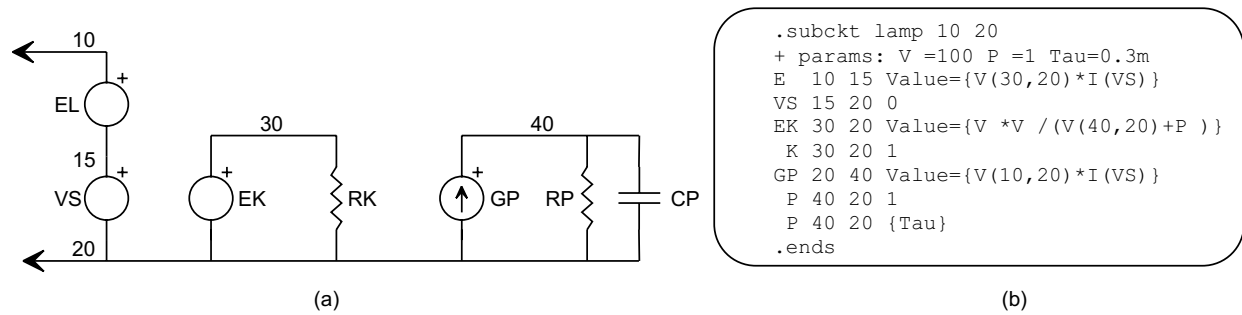 10
EL
15
VS
20
30
EK
RK
40
GP
RP
CP
+
+
+
+
(a)
.subckt lamp 10 20
+ params: V =100 P =1 Tau=0.3m
E 10 15 Value={V(30,20)*I(VS)}
VS 15 20 0
EK 30 20 Value={V *V /(V(40,20)+P )}
K 30 20 1
GP 20 40 Value={V(10,20)*I(VS)}
P 40 20 1
P 40 20 {Tau}
.ends
(b)